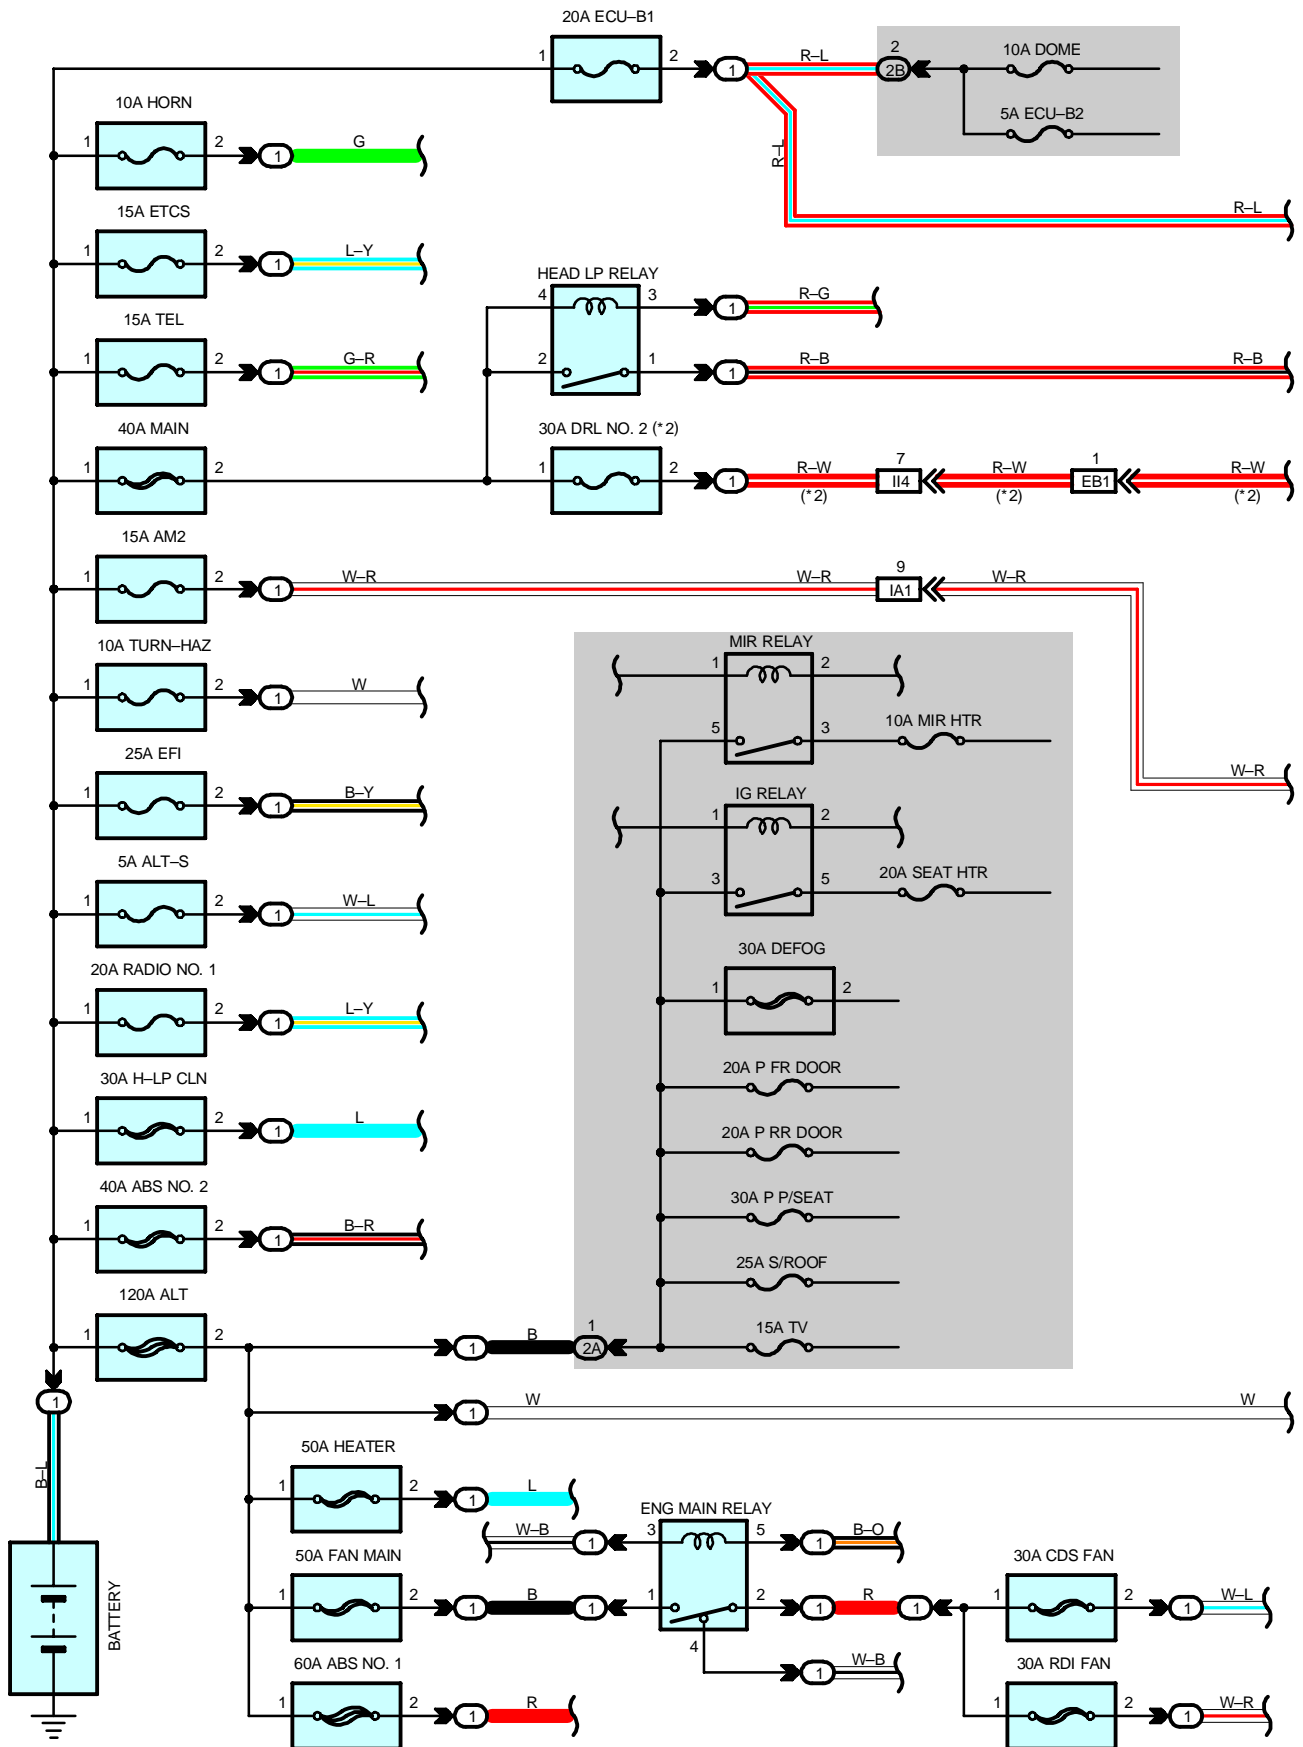 20A ECU–B1
1 2 1 R–L 2 2B 10A DOME
5A ECU–B2
R–L
R–L
10A HORN
1 2 1 G
15A ETCS
1 2 1 L–Y
HEAD LP RELAY
4 3 1 R–G
15A TEL
1 2 1 G–R
2 1 1 R–B R–B
40A MAIN
1 2
30A DRL NO. 2 (*2)
1 2 1 R–W (*2) 7 II4 R–W (*2) 1 EB1 R–W (*2)
15A AM2
1 2 1 W–R W–R 9 IA1 W–R
W–R
10A TURN–HAZ
1 2 1 W
MIR RELAY
1 2
5 3 10A MIR HTR
25A EFI
1 2 1 B–Y
IG RELAY
1 2
3 5 20A SEAT HTR
5A ALT–S
1 2 1 W–L
30A DEFOG
1 2
20A RADIO NO. 1
1 2 1 L–Y
20A P FR DOOR
30A H–LP CLN
1 2 1 L
20A P RR DOOR
40A ABS NO. 2
1 2 1 B–R
30A P P/SEAT
25A S/ROOF
120A ALT
1 2 1 B 1 2A 15A TV
1 W W
1
B–L
BATTERY
50A HEATER
1 2 1 L
ENG MAIN RELAY
W–B 1 3 5 1 B–O
50A FAN MAIN
1 2 1 B 1 1 2 1 R 1
4 1 W–B
30A CDS FAN
1 2 1 W–L
60A ABS NO. 1
1 2 1 R
30A RDI FAN
1 2 1 W–R